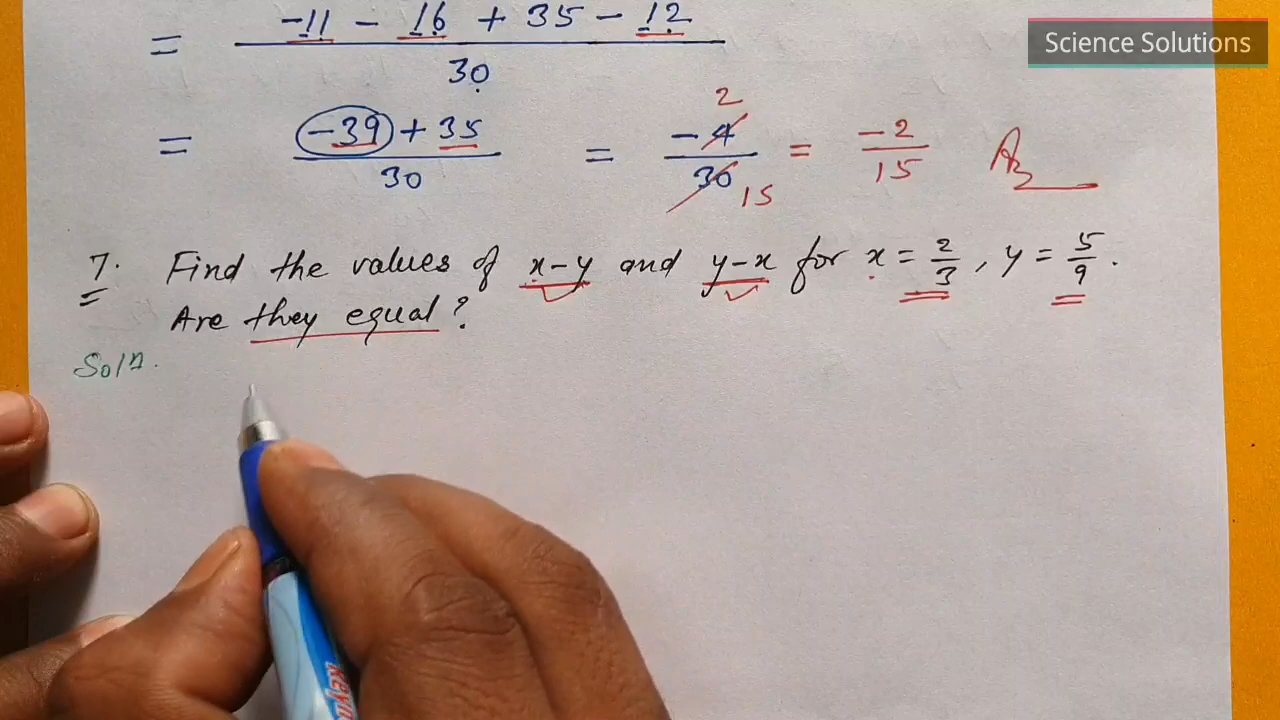 Science Solutions
= -11 - 16 + 35 - 12 / 30
= -39 + 35 / 30 = -4 / 30 2 15 = -2 / 15 Ans
7. Find the values of x-y and y-x for x = 2/3, y = 5/9.
Are they equal?
Soln.